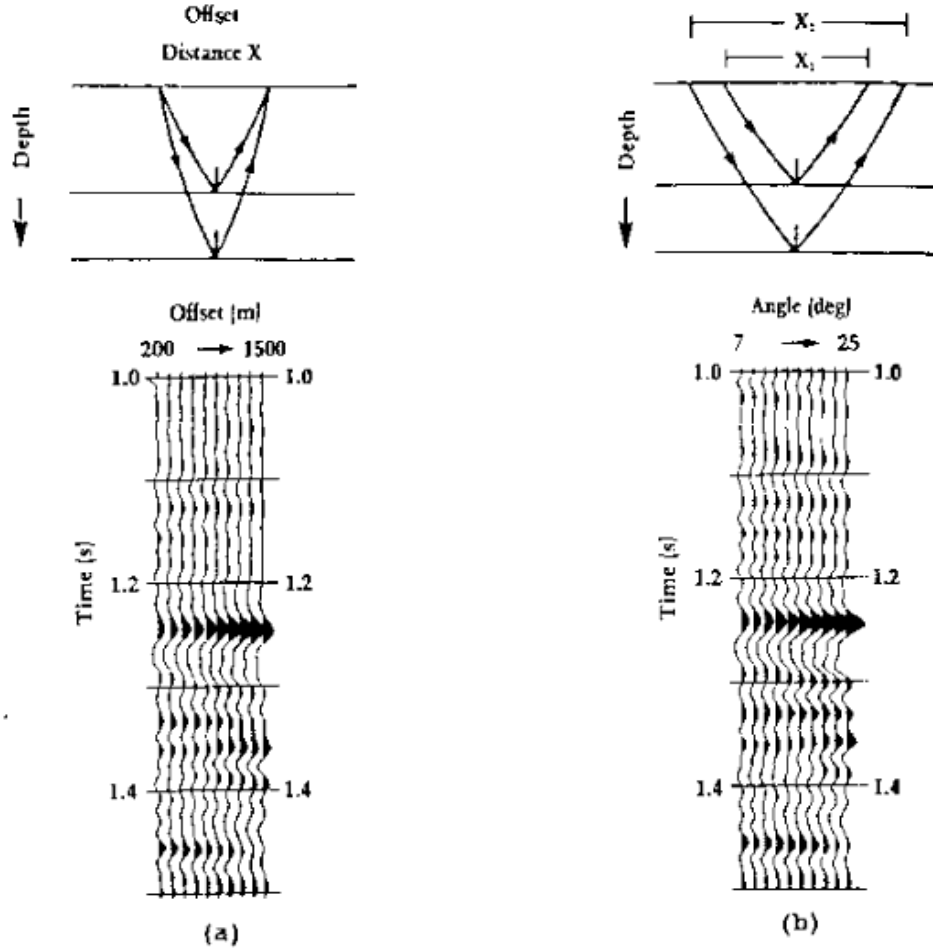 Offset
Distance X
Depth
Offset (m)
200 1500
1.0 1.0
Time (s)
1.2 1.2
1.4 1.4
(a)
X₂
X₁
Depth
Angle (deg)
7 25
1.0 1.0
Time (s)
1.2 1.2
1.4 1.4
(b)